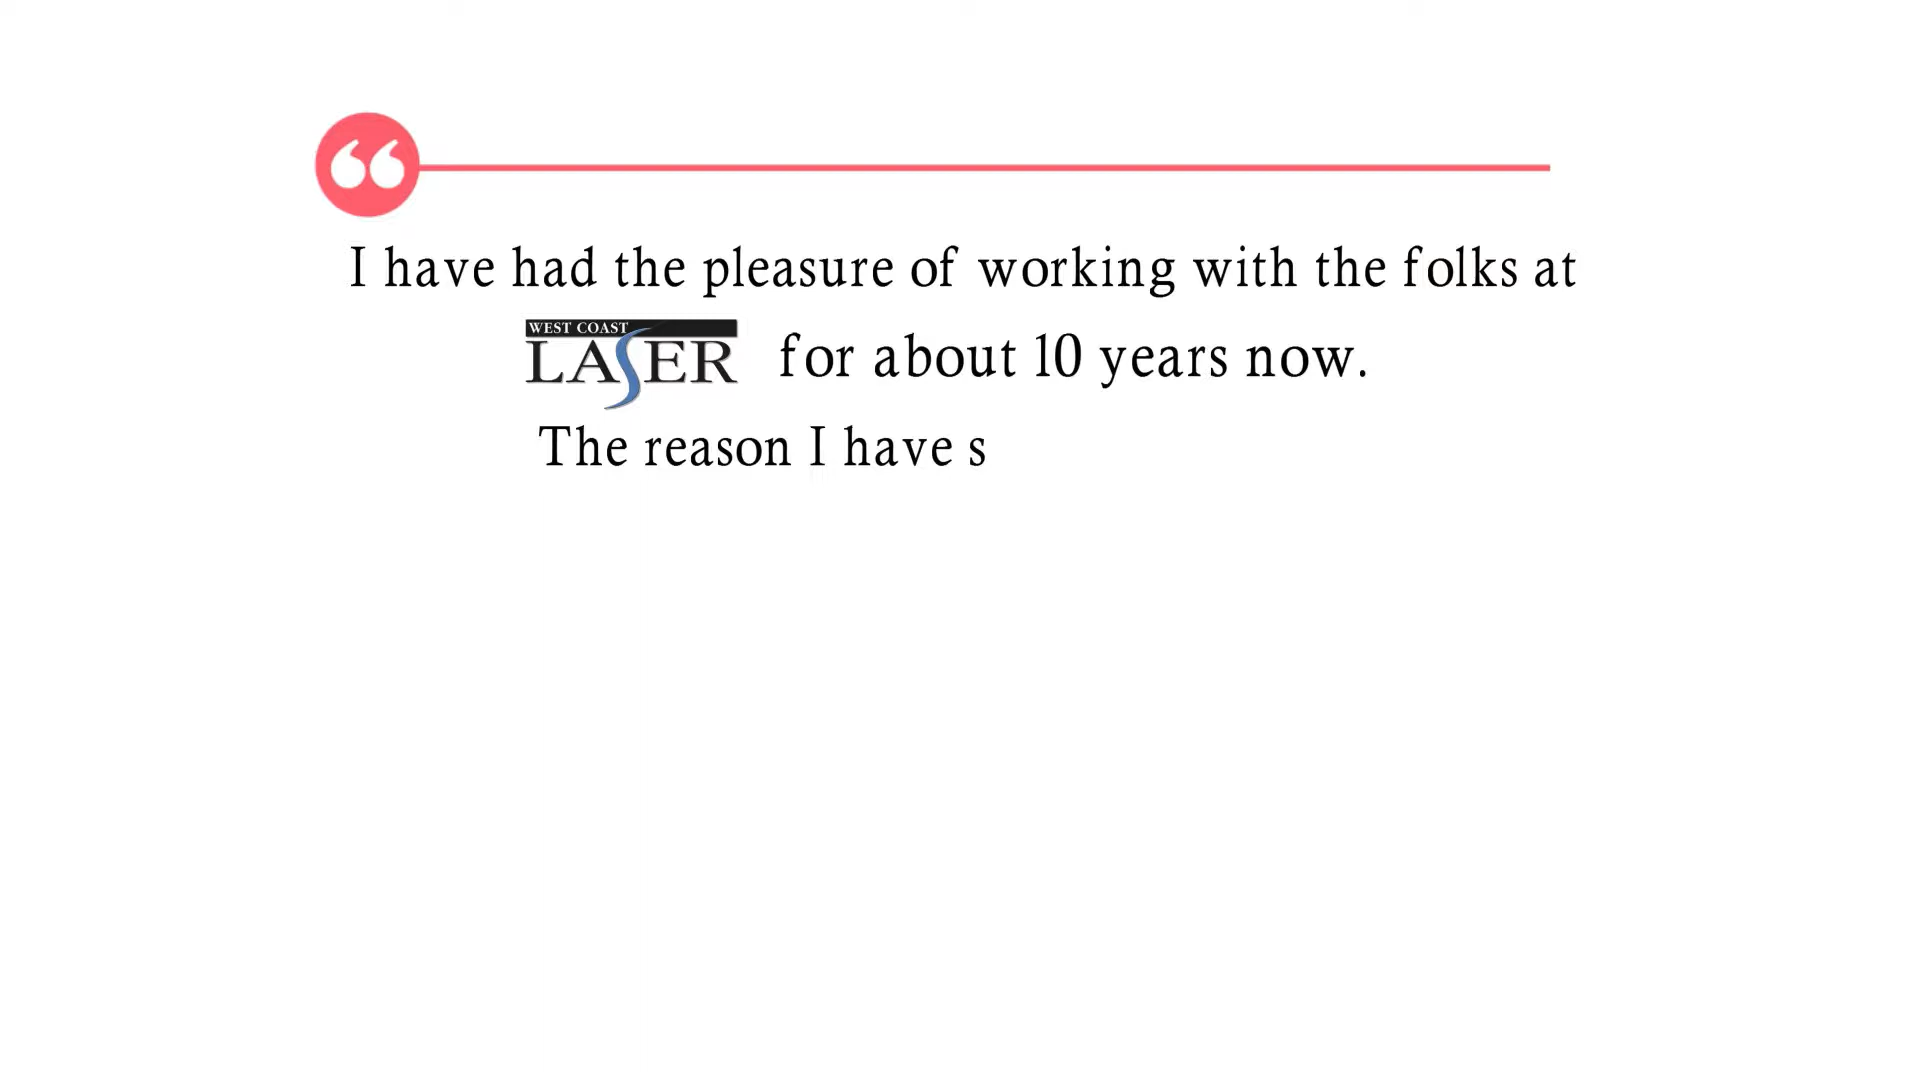 “
I have had the pleasure of working with the folks at
WEST COAST
LASER for about 10 years now.
The reason I have s